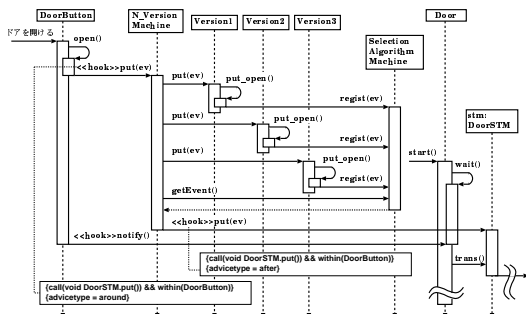 DoorButton
N_Version
Machine
Version1
Version2
Version3
Selection
Algorithm
Machine
Door
stm:
DoorSTM
ドアを開ける
open()
<<hook>>put(ev)
put(ev)
put_open()
regist(ev)
put(ev)
put_open()
regist(ev)
put(ev)
put_open()
regist(ev)
start()
wait()
getEvent()
<<hook>>put(ev)
<<hook>>notify()
trans()
{call(void DoorSTM.put()) && within(DoorButton)}
{advicetype = after}
{call(void DoorSTM.put()) && within(DoorButton)}
{advicetype = around}